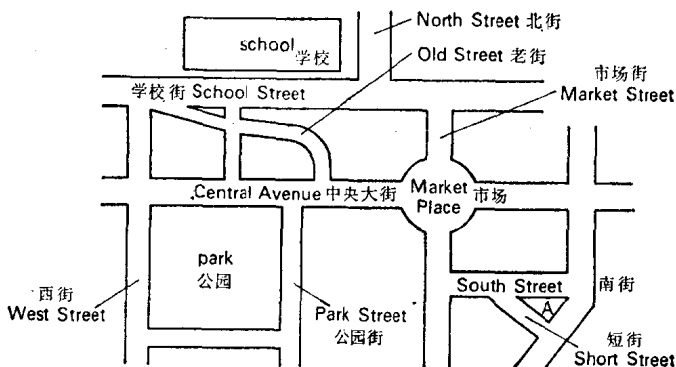 North Street 北街
school
学校
Old Street 老街
市场街
Market Street
学校街 School Street
Central Avenue 中央大街
Market
Place
市场
park
公园
西街
West Street
Park Street
公园街
South Street
南街
A
短街
Short Street